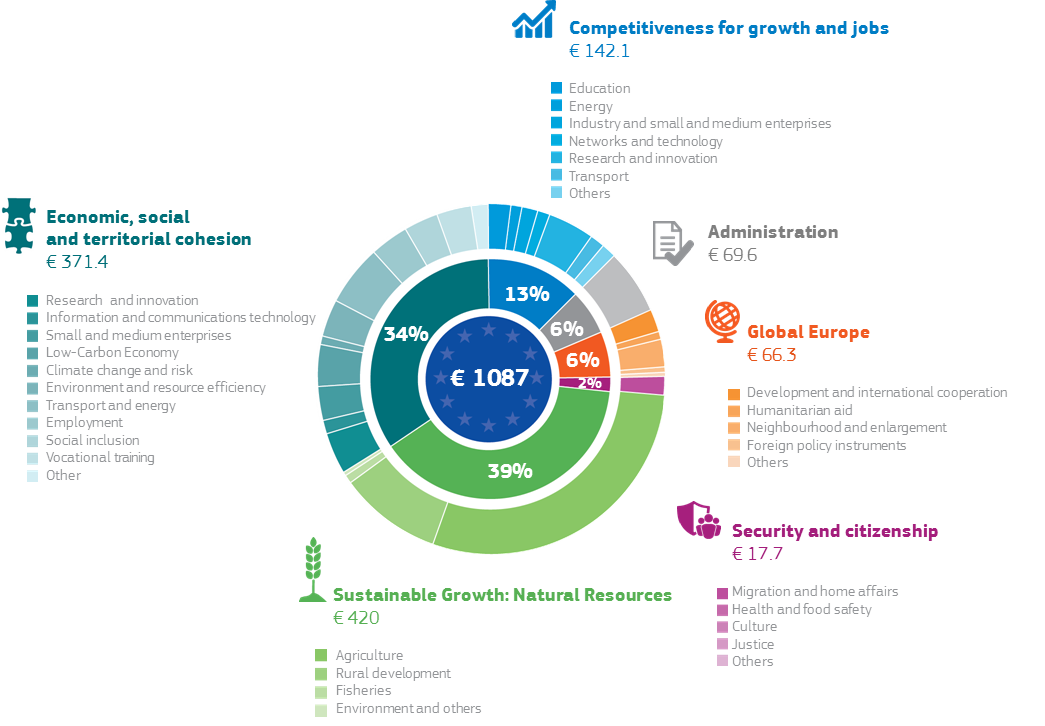 Competitiveness for growth and jobs
€ 142.1
Education
Energy
Industry and small and medium enterprises
Networks and technology
Research and innovation
Transport
Others
Economic, social
and territorial cohesion
€ 371.4
Research and innovation
Information and communications technology
Small and medium enterprises
Low-Carbon Economy
Climate change and risk
Environment and resource efficiency
Transport and energy
Employment
Social inclusion
Vocational training
Other
Administration
€ 69.6
Global Europe
€ 66.3
Development and international cooperation
Humanitarian aid
Neighbourhood and enlargement
Foreign policy instruments
Others
13%
6%
34%
6%
2%
€ 1087
39%
Security and citizenship
€ 17.7
Migration and home affairs
Health and food safety
Culture
Justice
Others
Sustainable Growth: Natural Resources
€ 420
Agriculture
Rural development
Fisheries
Environment and others